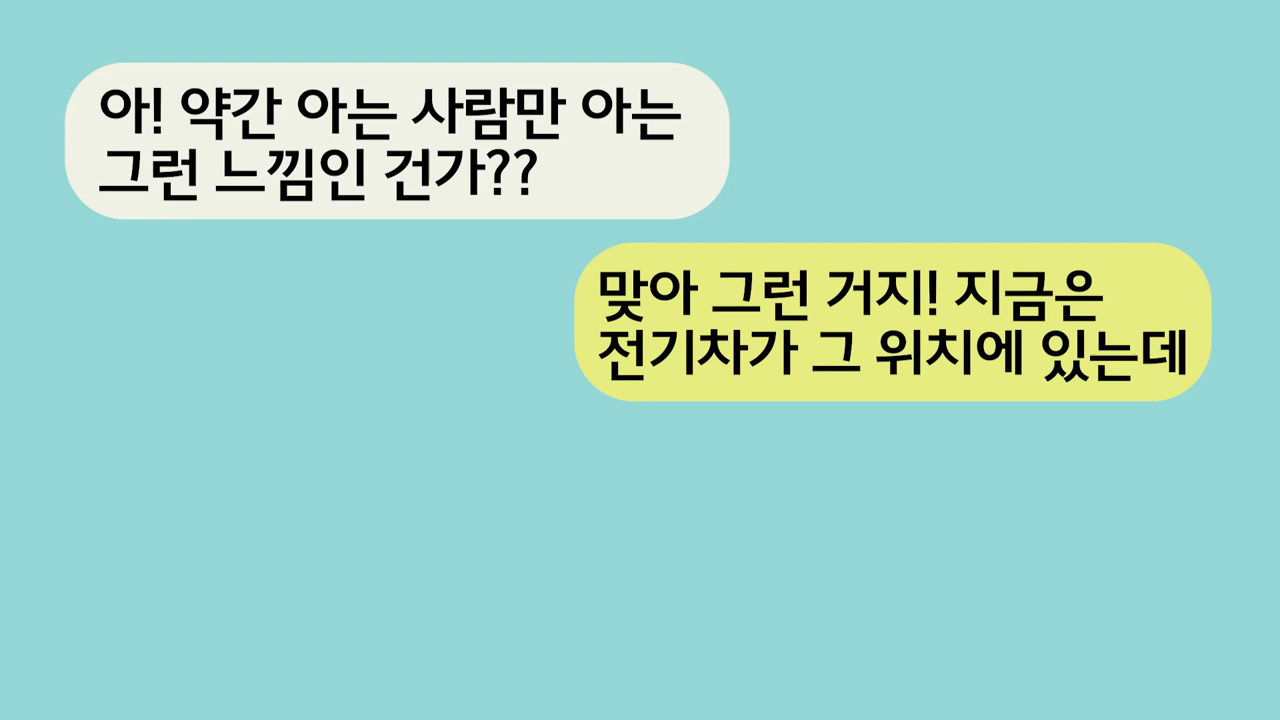 아! 약간 아는 사람만 아는
그런 느낌인 건가??
맞아 그런 거지! 지금은
전기차가 그 위치에 있는데